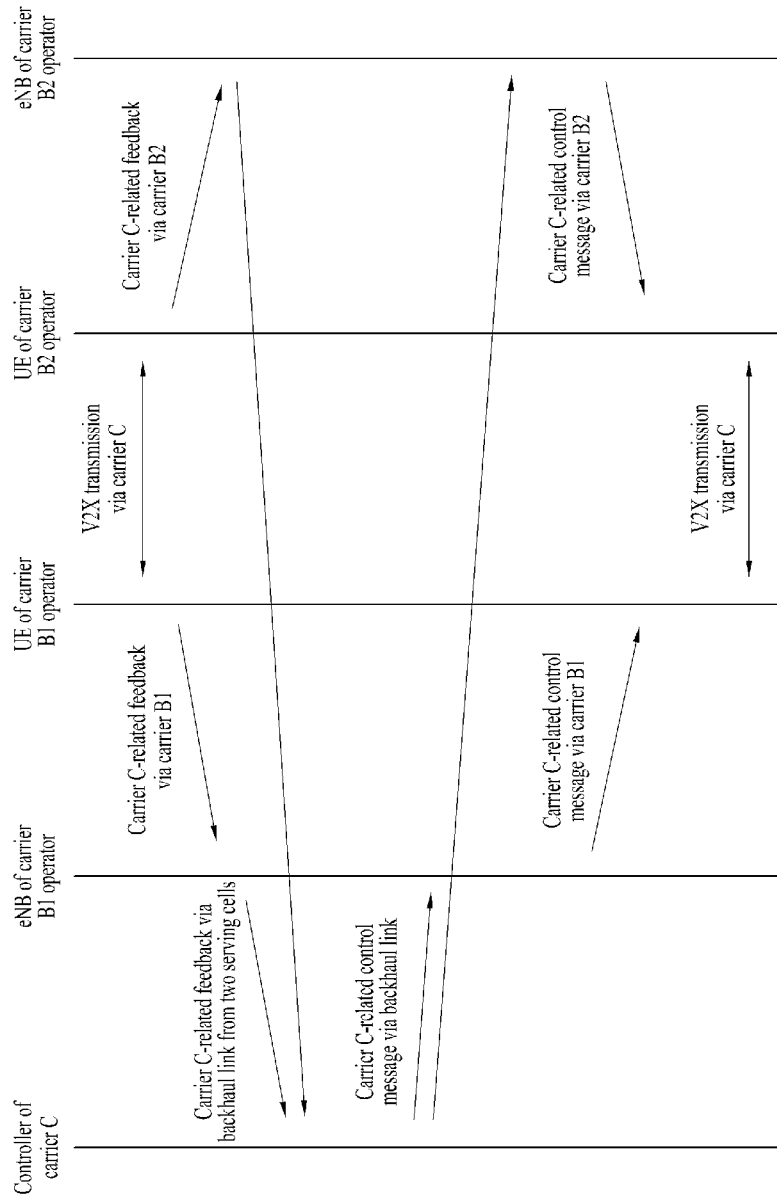 Controller of
carrier C
eNB of carrier
B1 operator
UE of carrier
B1 operator
UE of carrier
B2 operator
eNB of carrier
B2 operator
V2X transmission
via carrier C
Carrier C-related feedback
via carrier B1
Carrier C-related feedback
via carrier B2
Carrier C-related feedback via
backhaul link from two serving cells
Carrier C-related control
message via backhaul link
Carrier C-related control
message via carrier B1
Carrier C-related control
message via carrier B2
V2X transmission
via carrier C